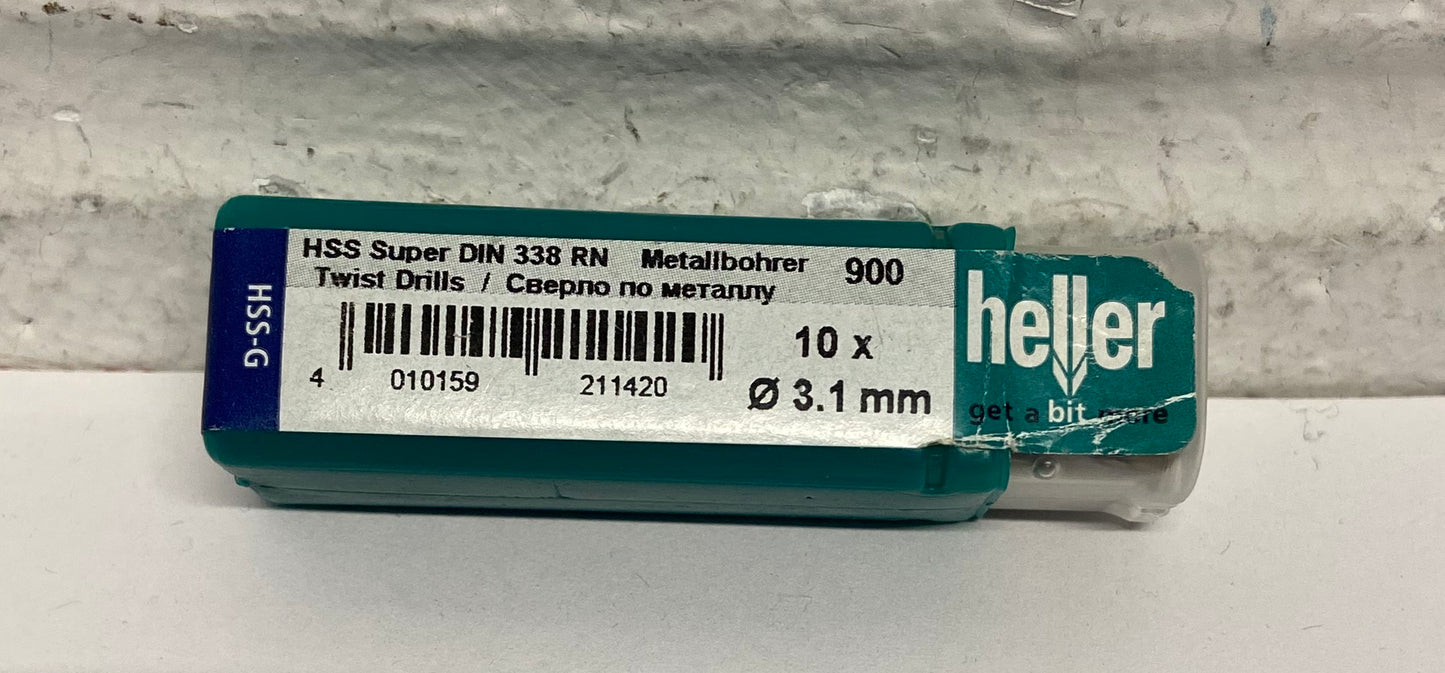 HSS-G
HSS Super DIN 338 RN Metallbohrer 900
Twist Drills / Сверло по металлу
4 010159 211420
10 x
Ø 3.1 mm
heller
get a bit more